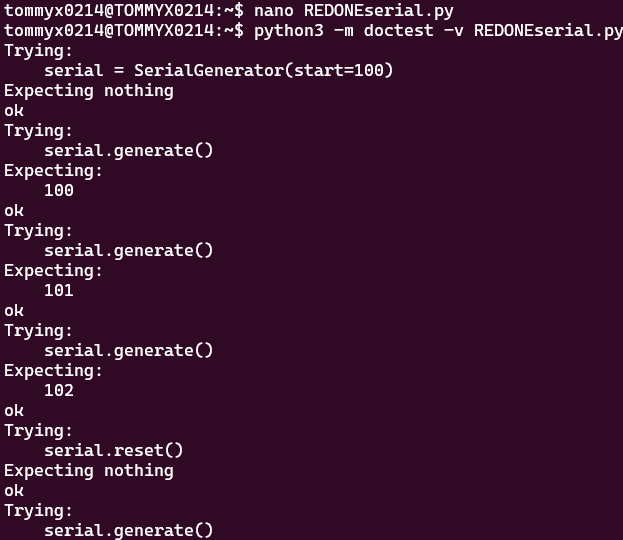 tommyx0214@TOMMYX0214:~$ nano REDONEserial.py
tommyx0214@TOMMYX0214:~$ python3 -m doctest -v REDONEserial.py
Trying:
    serial = SerialGenerator(start=100)
Expecting nothing
ok
Trying:
    serial.generate()
Expecting:
    100
ok
Trying:
    serial.generate()
Expecting:
    101
ok
Trying:
    serial.generate()
Expecting:
    102
ok
Trying:
    serial.reset()
Expecting nothing
ok
Trying:
    serial.generate()